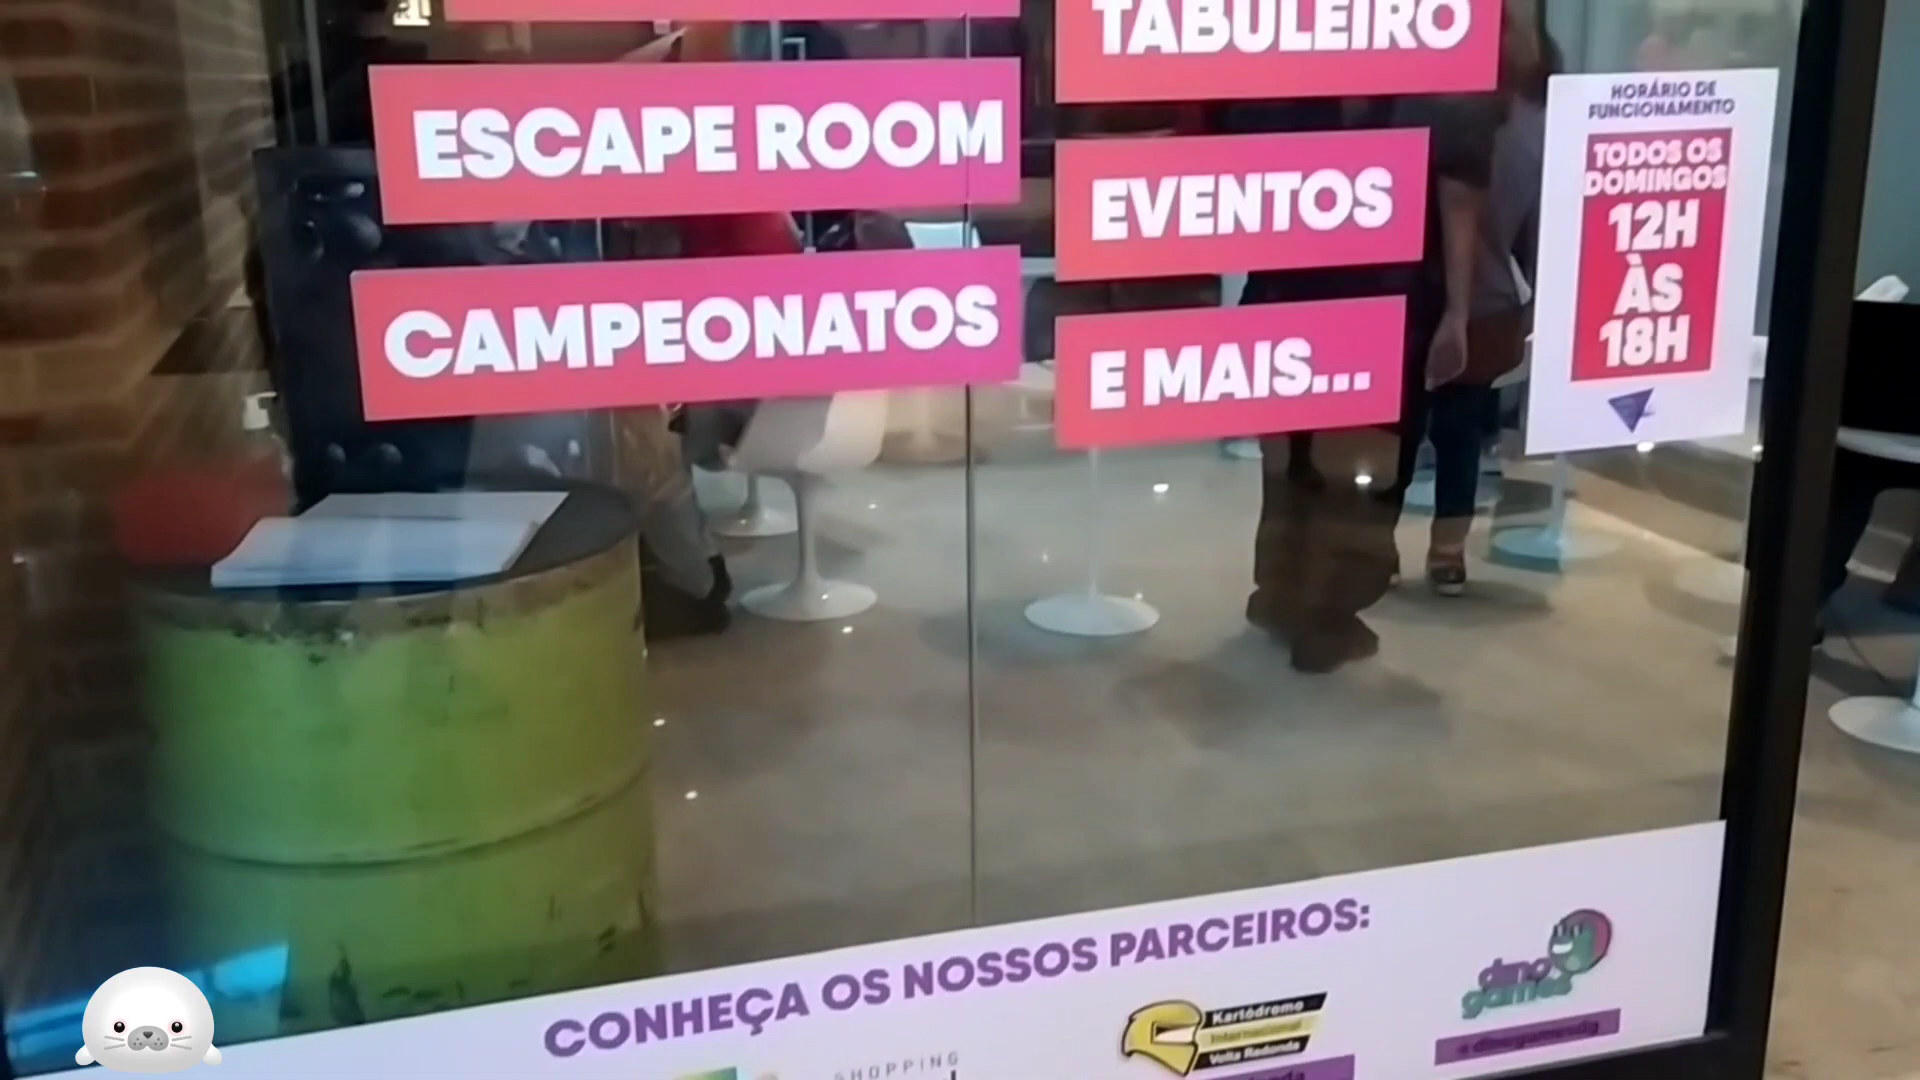 TABULEIRO
ESCAPE ROOM
EVENTOS
CAMPEONATOS
E MAIS...
HORÁRIO DE
FUNCIONAMENTO
TODOS OS
DOMINGOS
12H
ÀS
18H
CONHEÇA OS NOSSOS PARCEIROS:
SHOPPING
Kartódromo
Internacional
Volta Redonda
dino
games